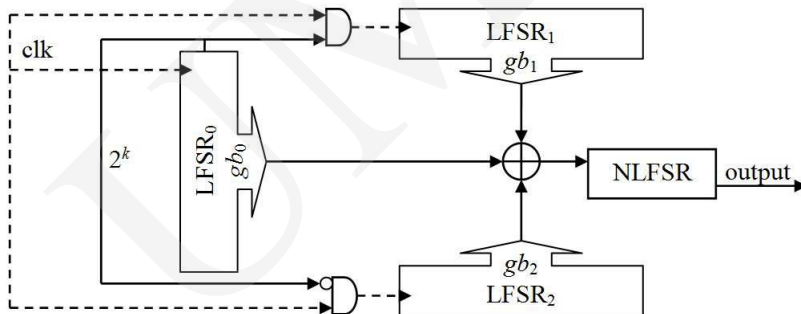 LFSR₁
gb₁
clk
LFSR₀
gb₀
2ᵏ
NLFSR
output
gb₂
LFSR₂